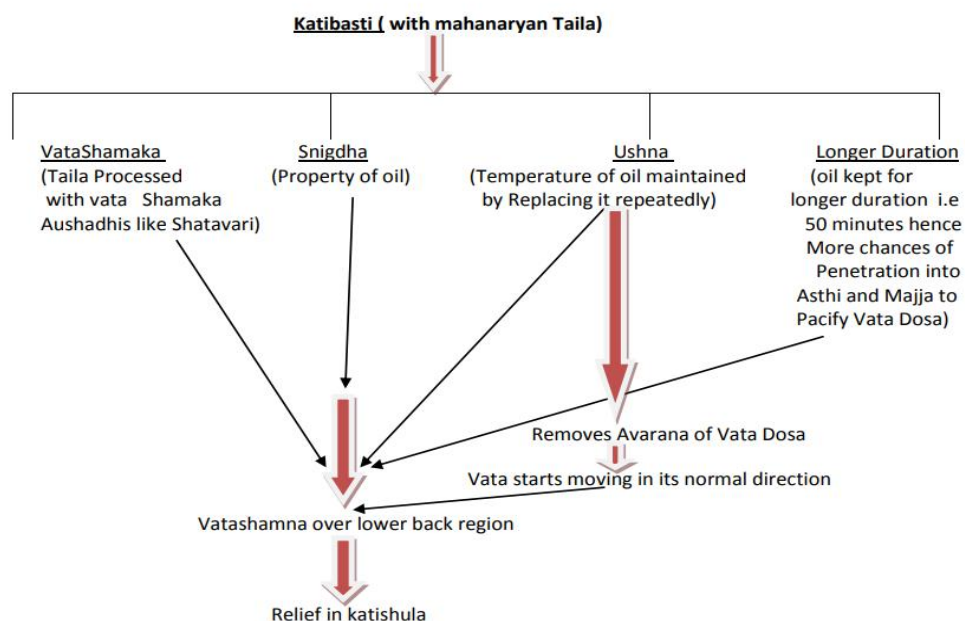 Katibasti ( with mahanaryan Taila)
VataShamaka
(Taila Processed
with vata Shamaka
Aushadhis like Shatavari)
Snigdha
(Property of oil)
Ushna
(Temperature of oil maintained
by Replacing it repeatedly)
Longer Duration
(oil kept for
longer duration i.e
50 minutes hence
More chances of
Penetration into
Asthi and Majja to
Pacify Vata Dosa)
Removes Avarana of Vata Dosa
Vata starts moving in its normal direction
Vatashamna over lower back region
Relief in katishula